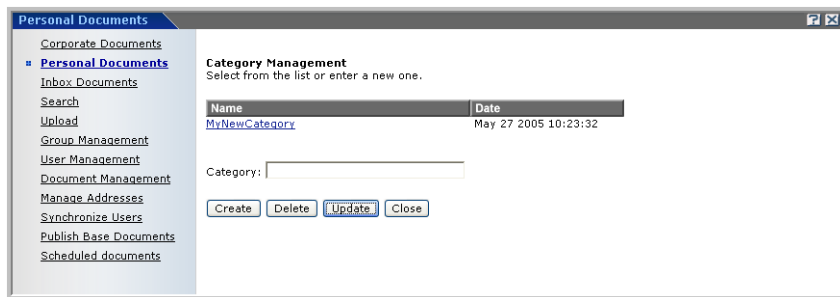 Personal Documents
Corporate Documents
Personal Documents
Inbox Documents
Search
Upload
Group Management
User Management
Document Management
Manage Addresses
Synchronize Users
Publish Base Documents
Scheduled documents
Category Management
Select from the list or enter a new one.
Name Date
MyNewCategory May 27 2005 10:23:32
Category:
Create Delete Update Close